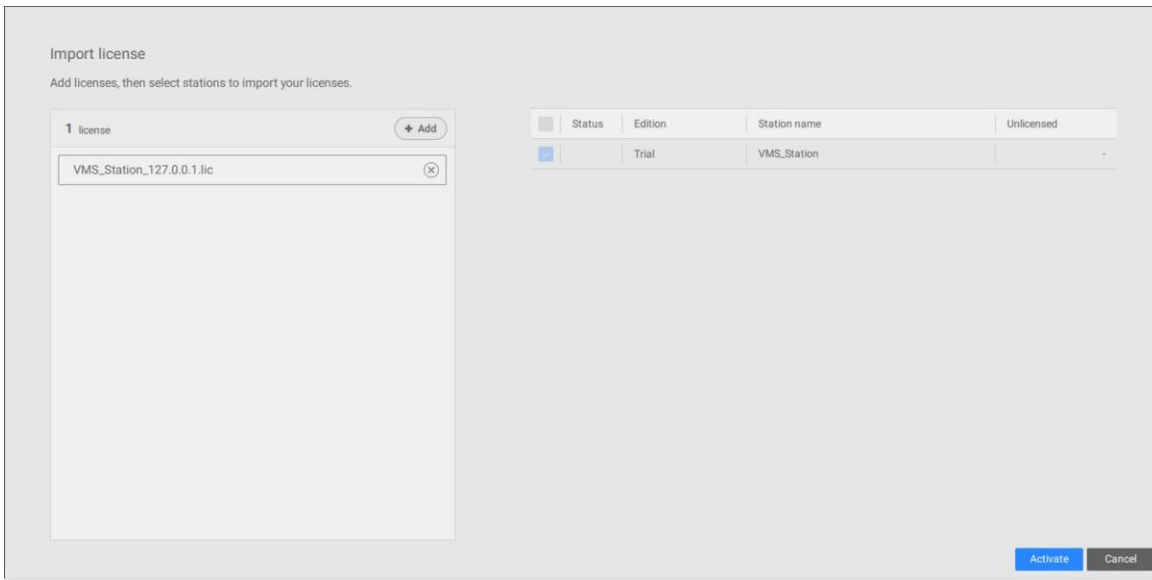 Import license
Add licenses, then select stations to import your licenses.
1 license
+ Add
VMS_Station_127.0.0.1.lic
Status Edition Station name Unlicensed
Trial VMS_Station -
Activate Cancel